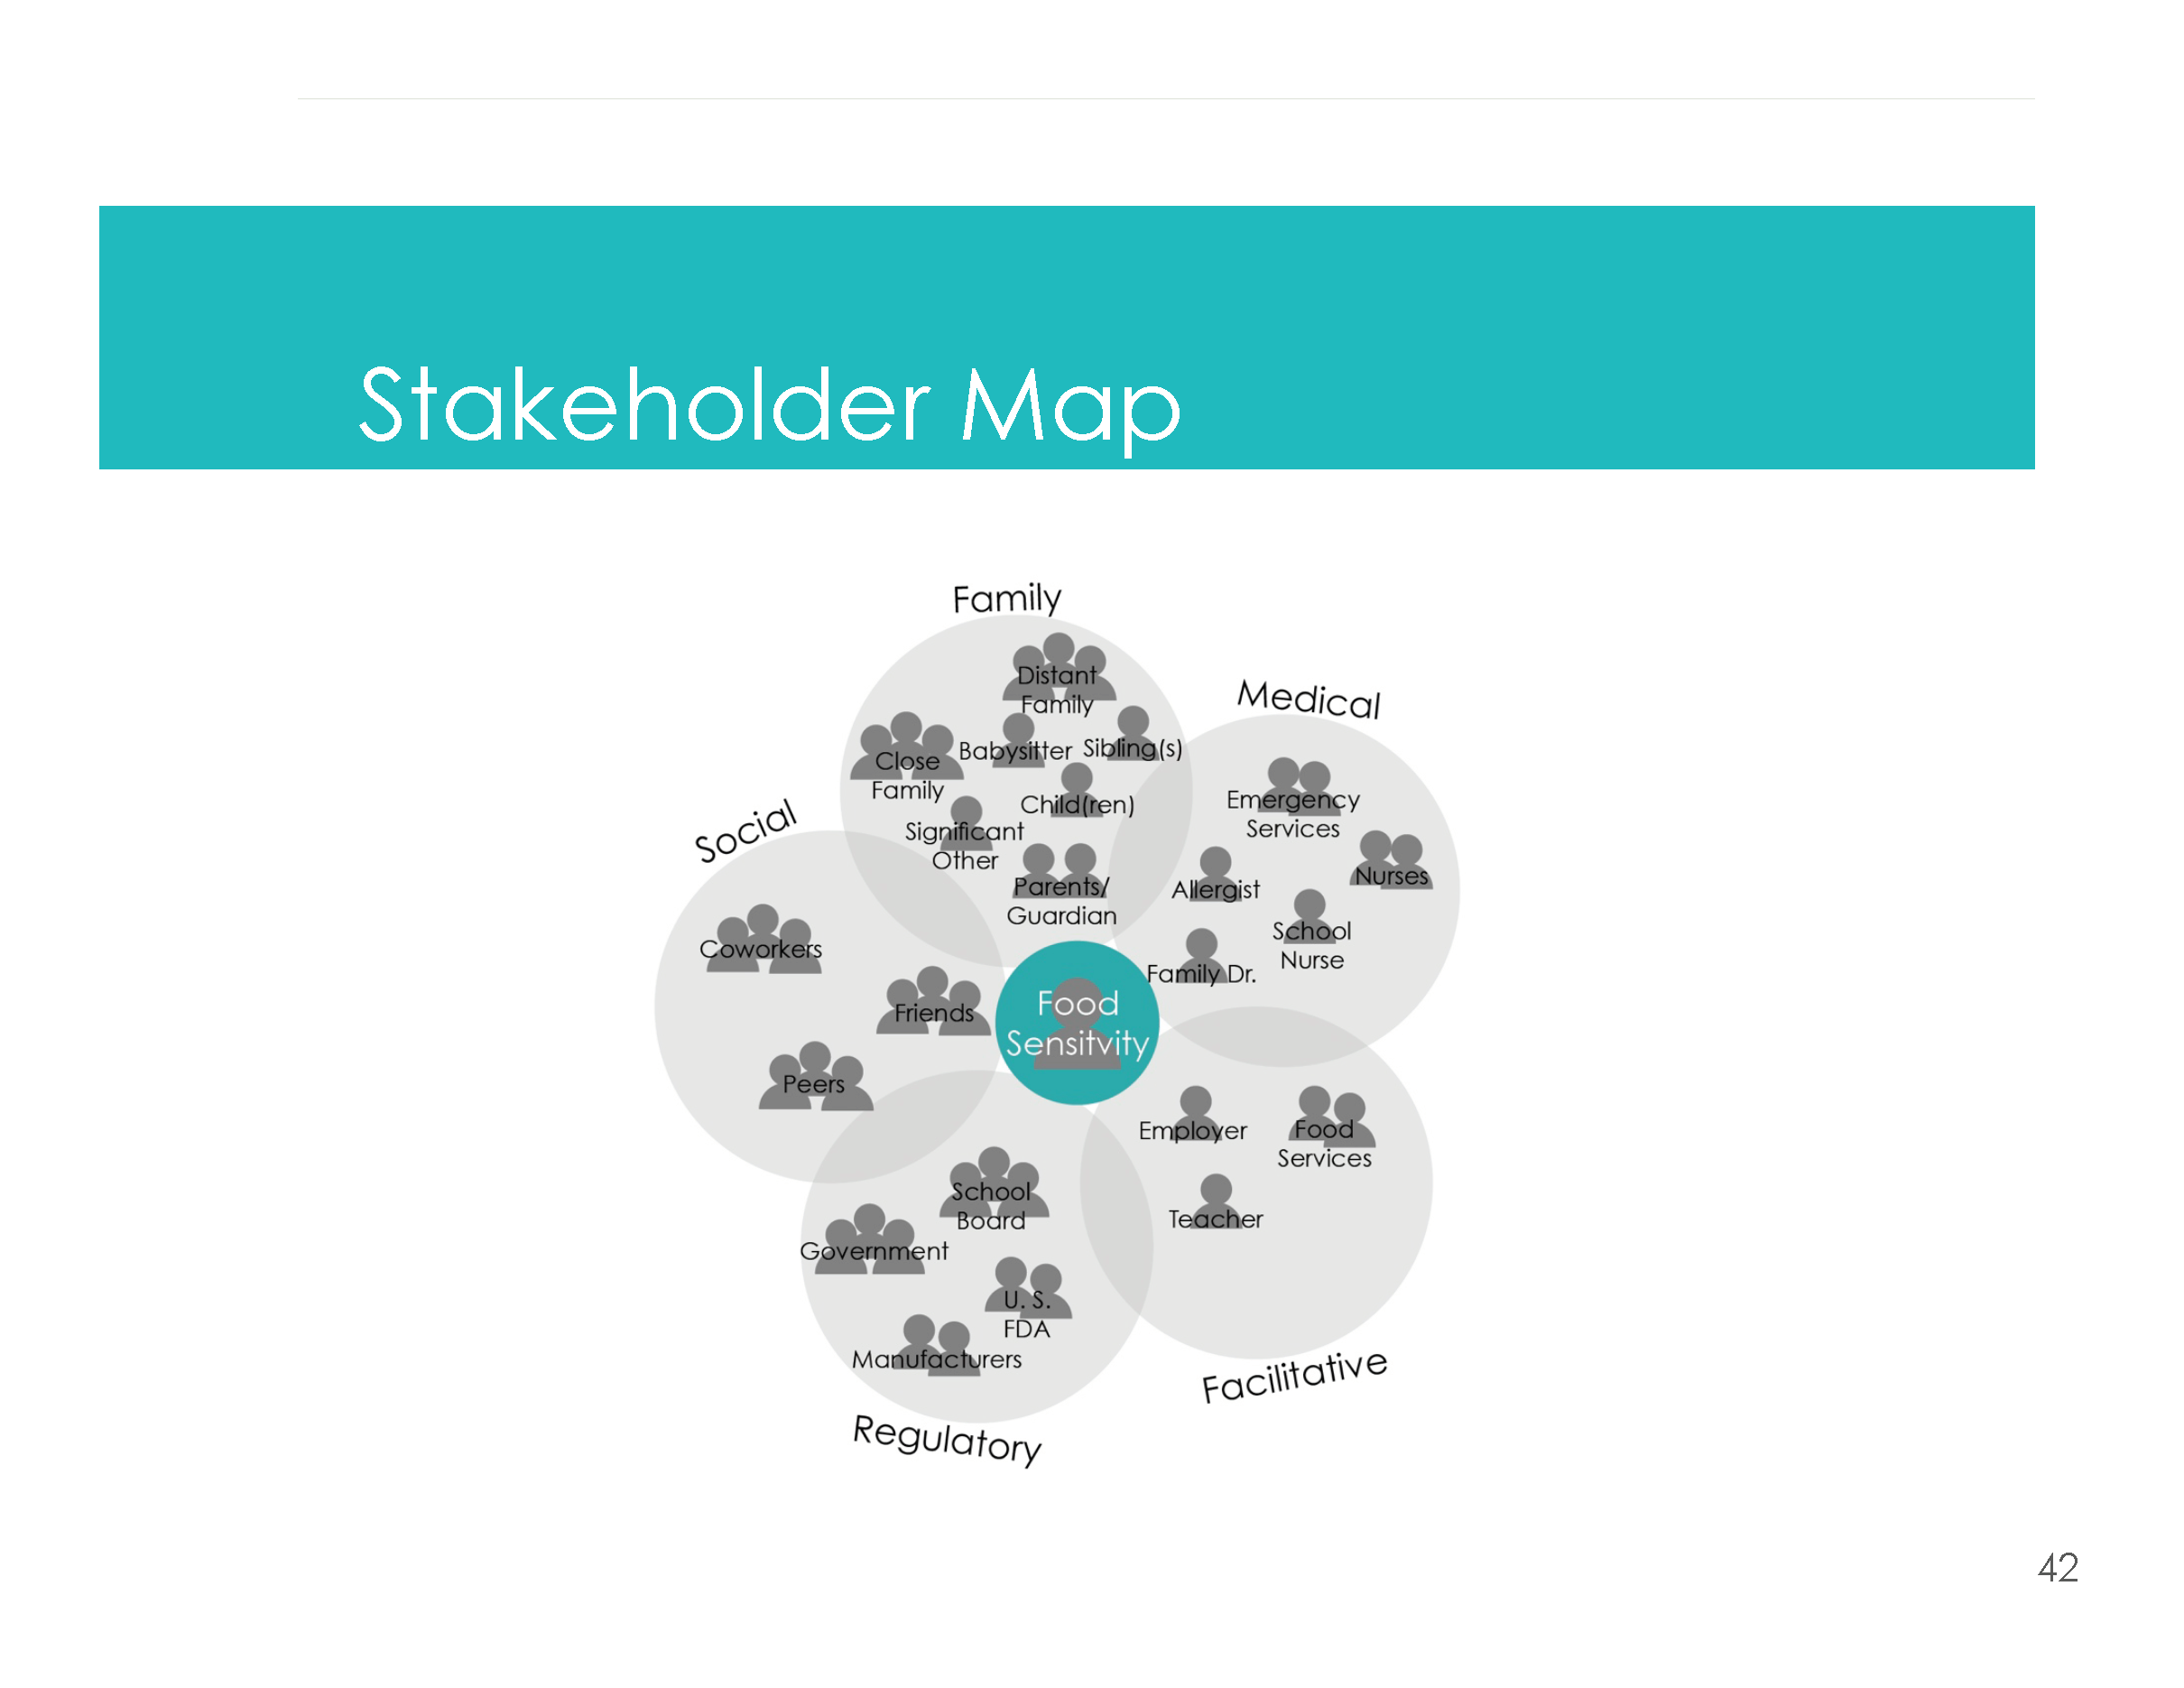 Stakeholder Map
Family
Distant
Family
Close
Family
Babysitter
Sibling(s)
Child(ren)
Significant
Other
Parents/
Guardian
Medical
Emergency
Services
Nurses
Allergist
School
Nurse
Family Dr.
Social
Coworkers
Friends
Peers
Food
Sensitvity
Employer
Food
Services
Teacher
Facilitative
School
Board
Government
U. S.
FDA
Manufacturers
Regulatory
42